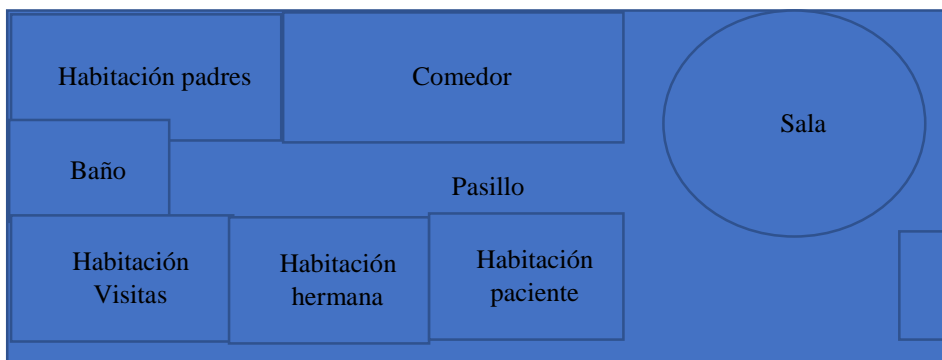 Habitación padres
Comedor
Sala
Baño
Pasillo
Habitación
Visitas
Habitación
hermana
Habitación
paciente